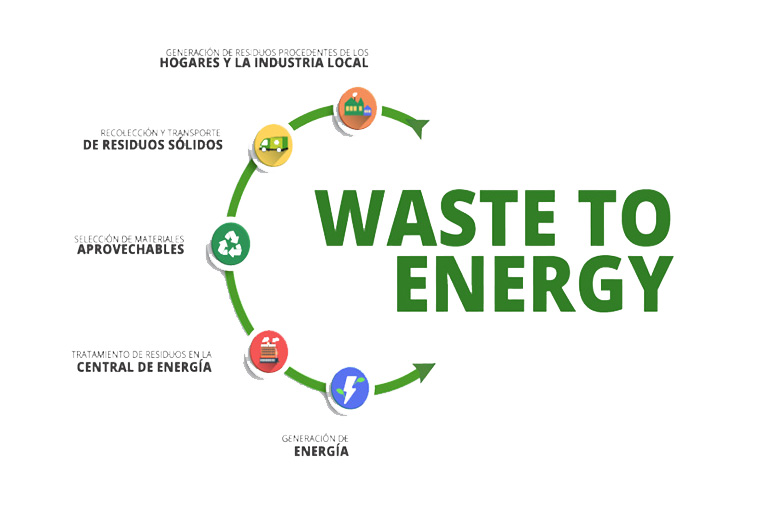 GENERACIÓN DE RESIDUOS PROCEDENTES DE LOS
HOGARES Y LA INDUSTRIA LOCAL
RECOLECCIÓN Y TRANSPORTE
DE RESIDUOS SÓLIDOS
SELECCIÓN DE MATERIALES
APROVECHABLES
TRATAMIENTO DE RESIDUOS EN LA
CENTRAL DE ENERGÍA
GENERACIÓN DE
ENERGÍA
WASTE TO
ENERGY